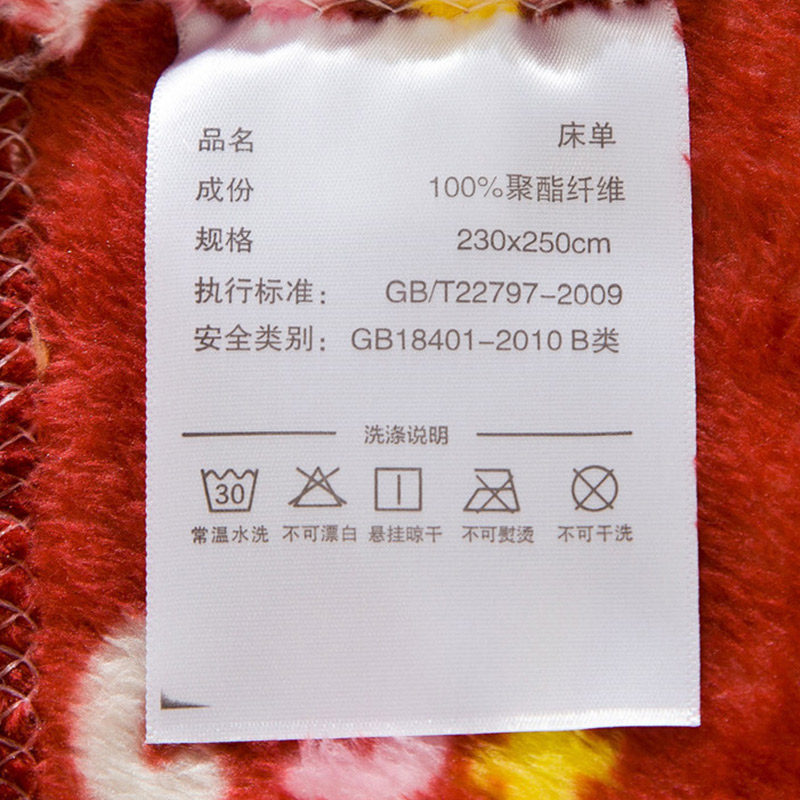 品名 床单
成份 100%聚酯纤维
规格 230x250cm
执行标准: GB/T22797-2009
安全类别: GB18401-2010 B类
洗涤说明
30
常温水洗 不可漂白 悬挂晾干 不可熨烫 不可干洗